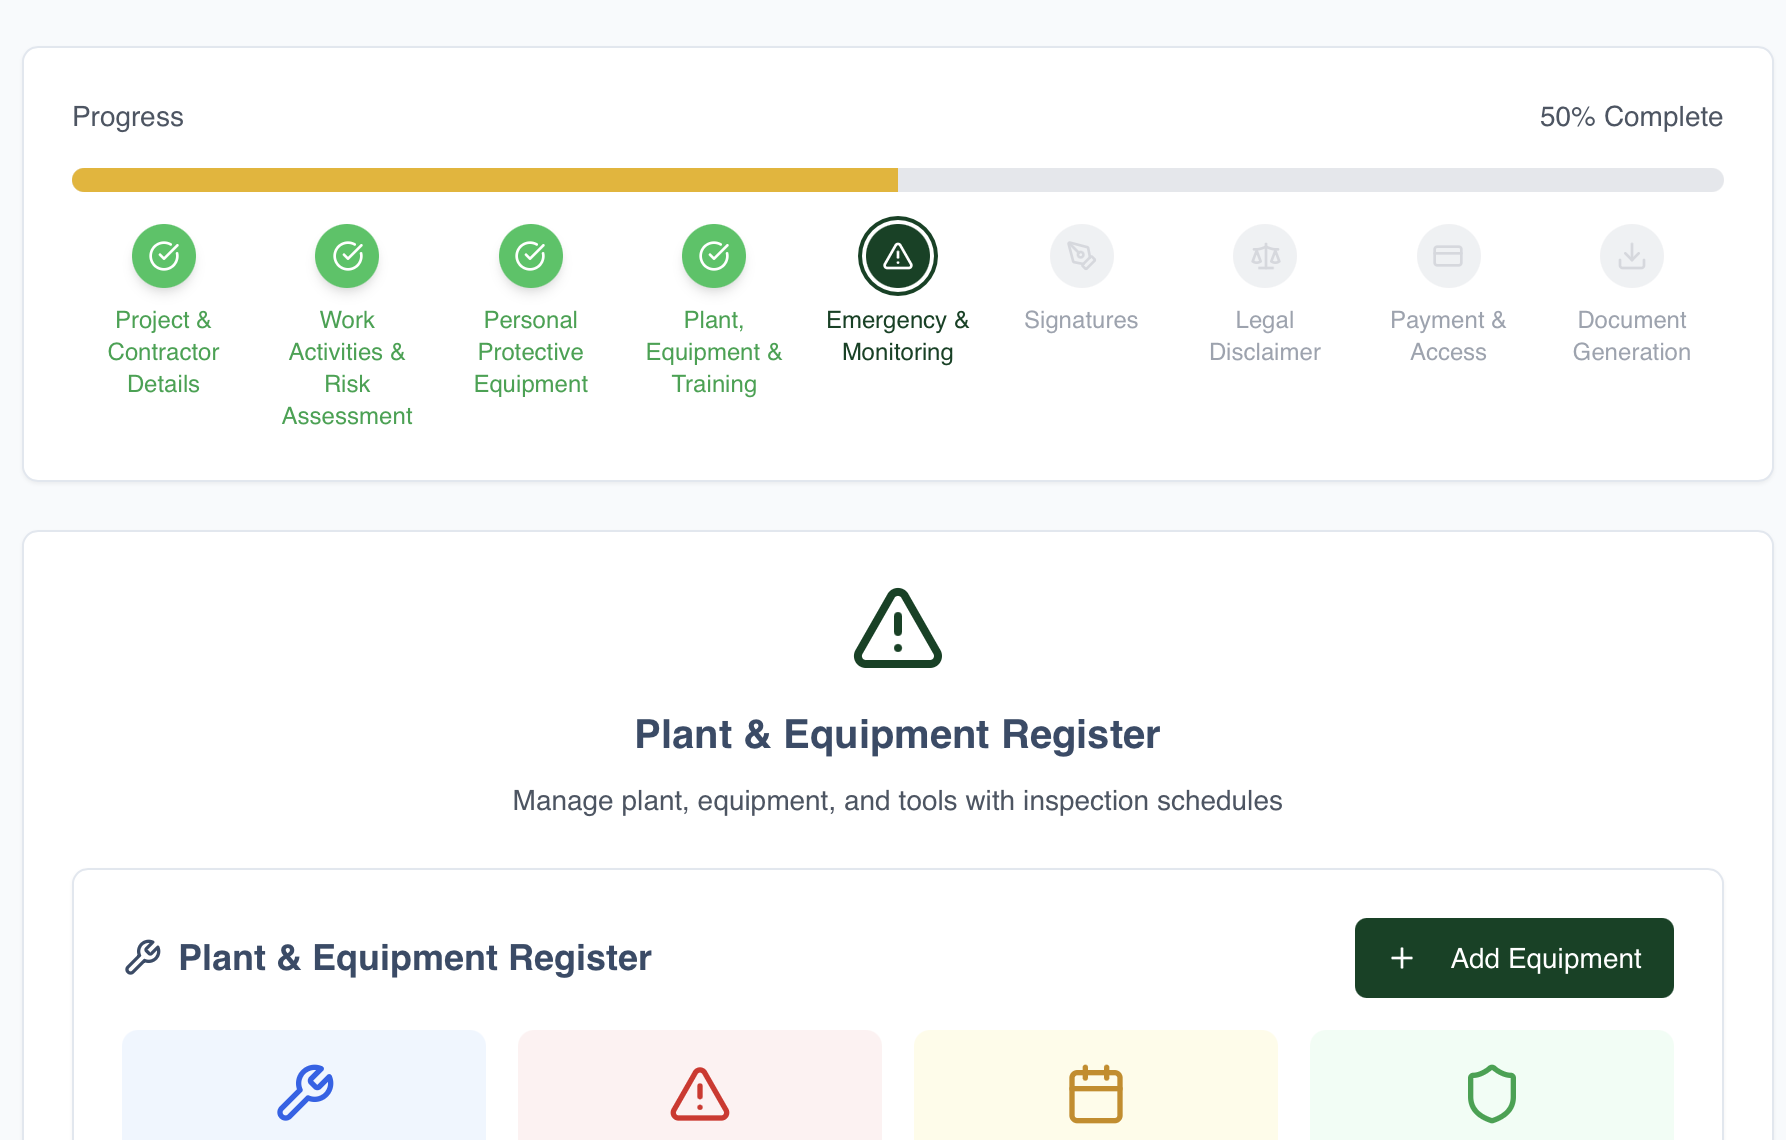 Progress
50% Complete
Project &
Contractor
Details
Work
Activities &
Risk
Assessment
Personal
Protective
Equipment
Plant,
Equipment &
Training
Emergency &
Monitoring
Signatures
Legal
Disclaimer
Payment &
Access
Document
Generation
Plant & Equipment Register
Manage plant, equipment, and tools with inspection schedules
Plant & Equipment Register
Add Equipment